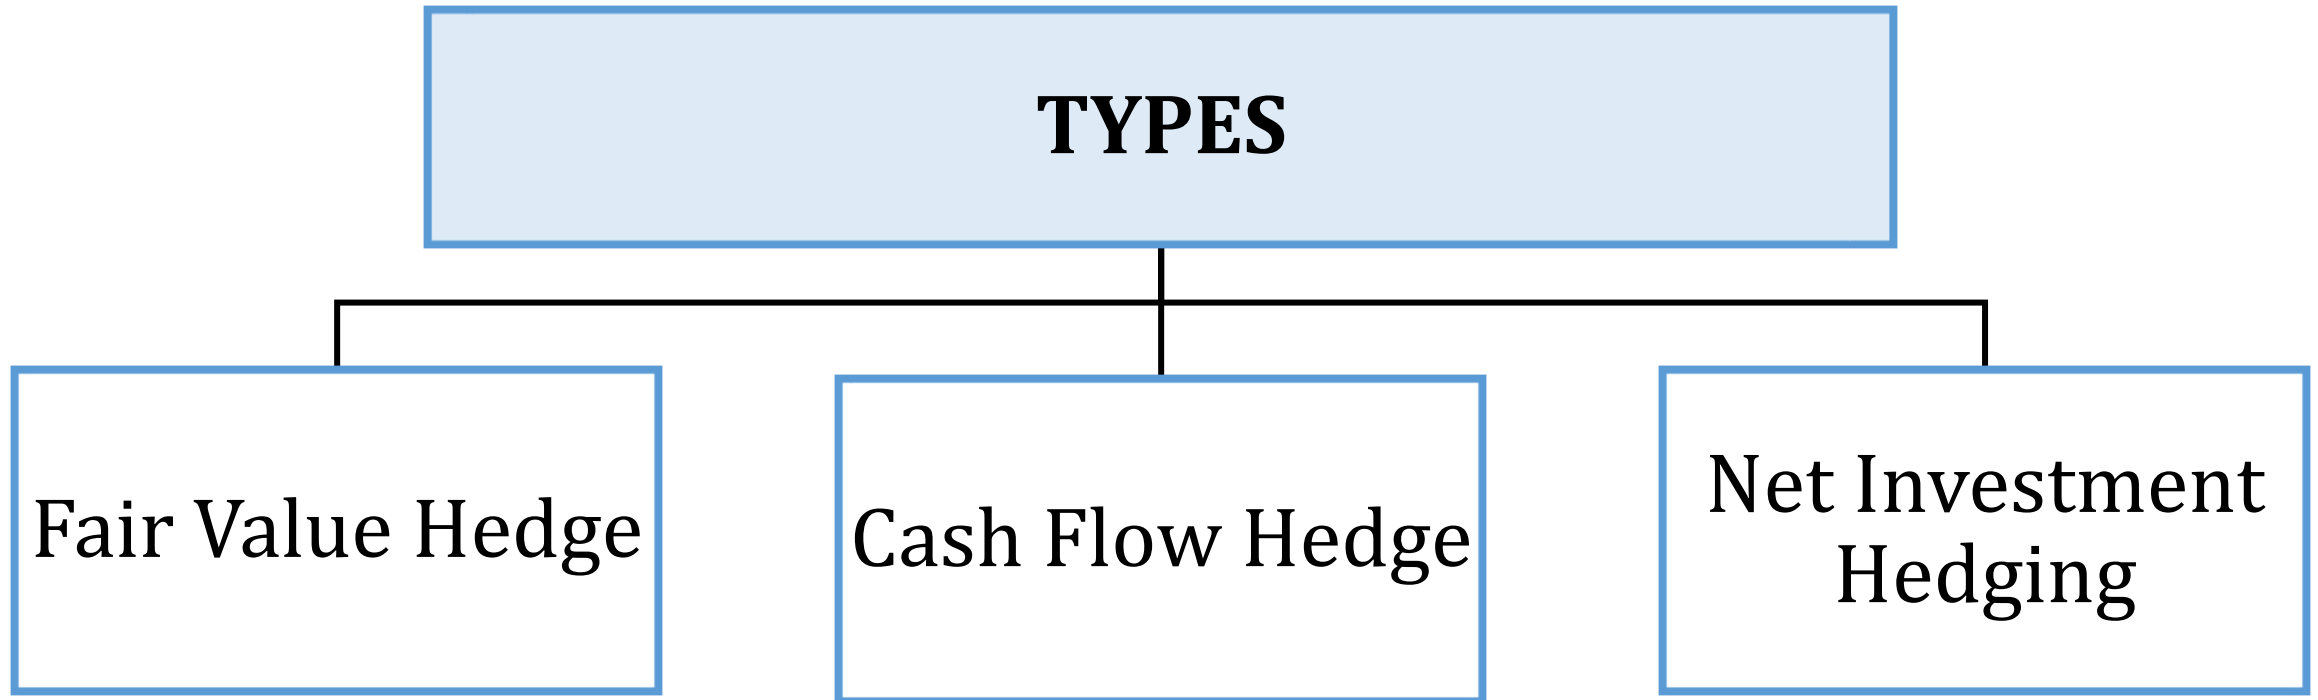 TYPES
Fair Value Hedge
Cash Flow Hedge
Net Investment
Hedging